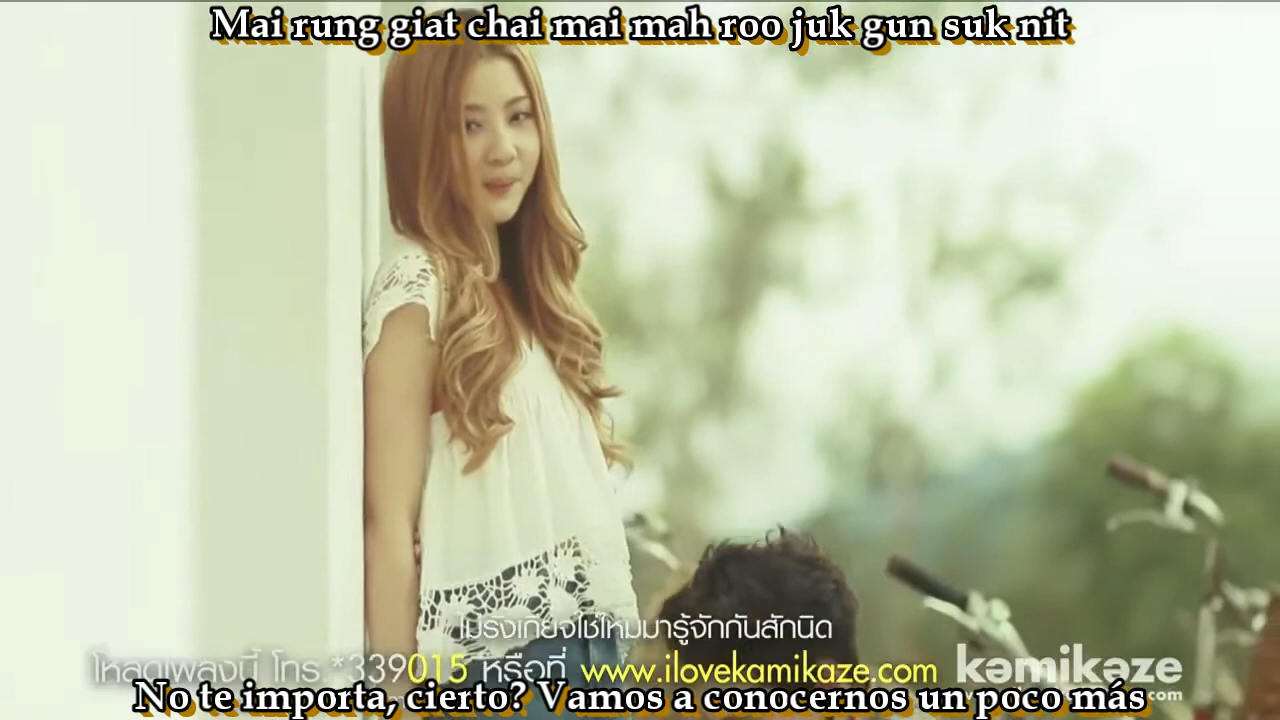 Mai rung giat chai mai mah roo juk gun suk nit
ไม่รังเกียจใช่ไหมมารู้จักกันสักนิด
โหลดเพลงนี้ โทร.*339015 หรือที่ www.ilovekamikaze.com kamikaze
No te importa, cierto? Vamos a conocernos un poco más